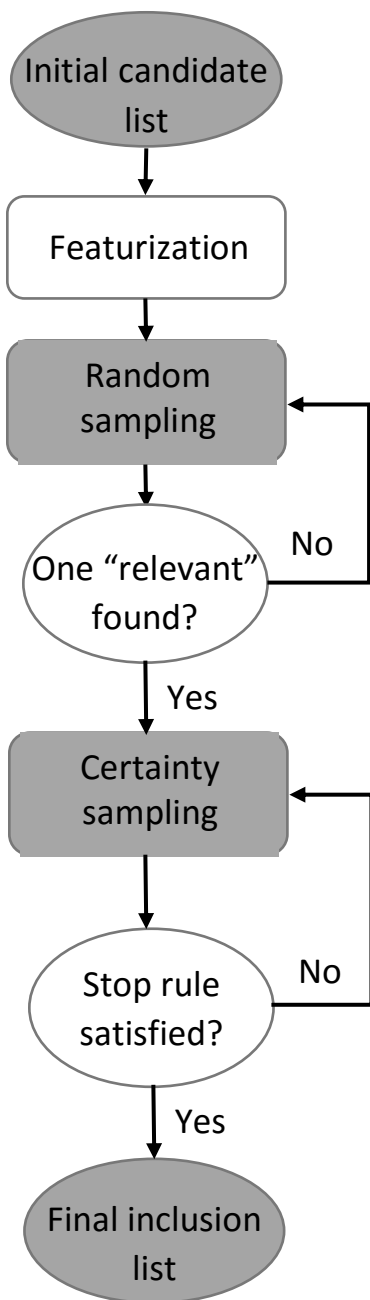 Initial candidate
list
Featurization
Random
sampling
One “relevant”
found?
No
Yes
Certainty
sampling
Stop rule
satisfied?
No
Yes
Final inclusion
list